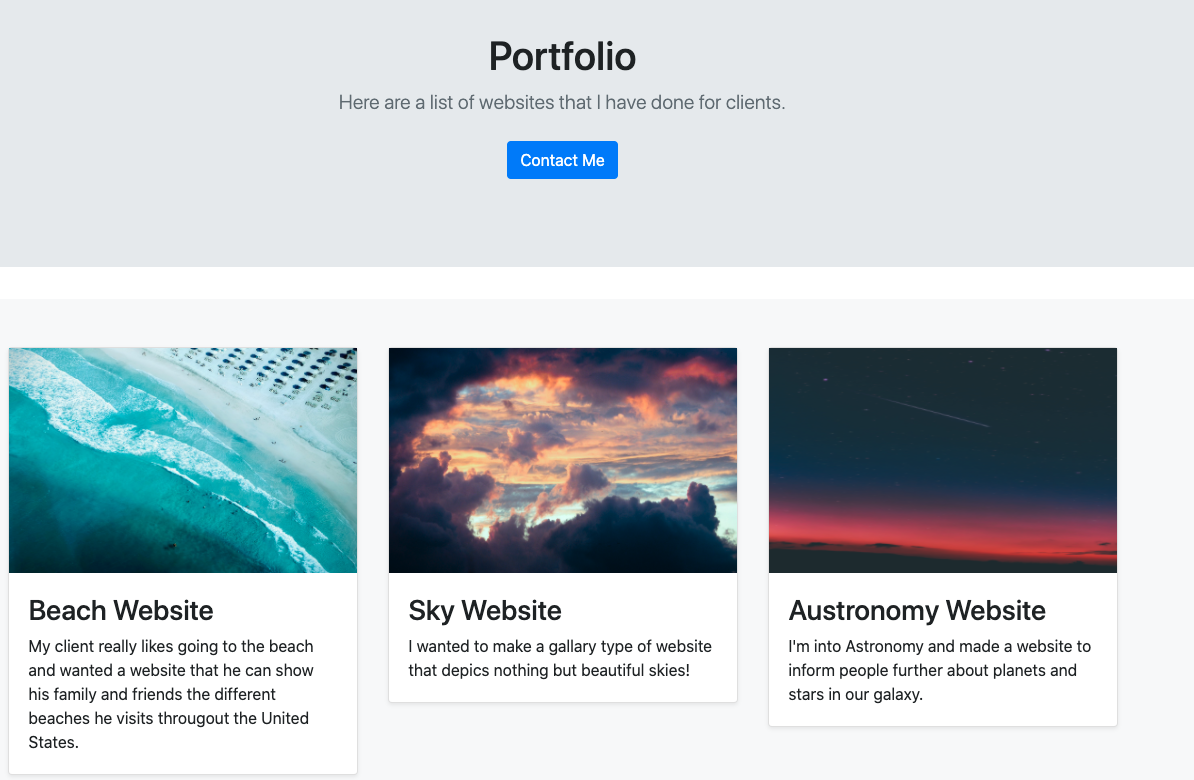 Portfolio
Here are a list of websites that I have done for clients.
Contact Me
Beach Website
My client really likes going to the beach
and wanted a website that he can show
his family and friends the different
beaches he visits througout the United
States.
Sky Website
I wanted to make a gallary type of website
that depics nothing but beautiful skies!
Austronomy Website
I'm into Astronomy and made a website to
inform people further about planets and
stars in our galaxy.